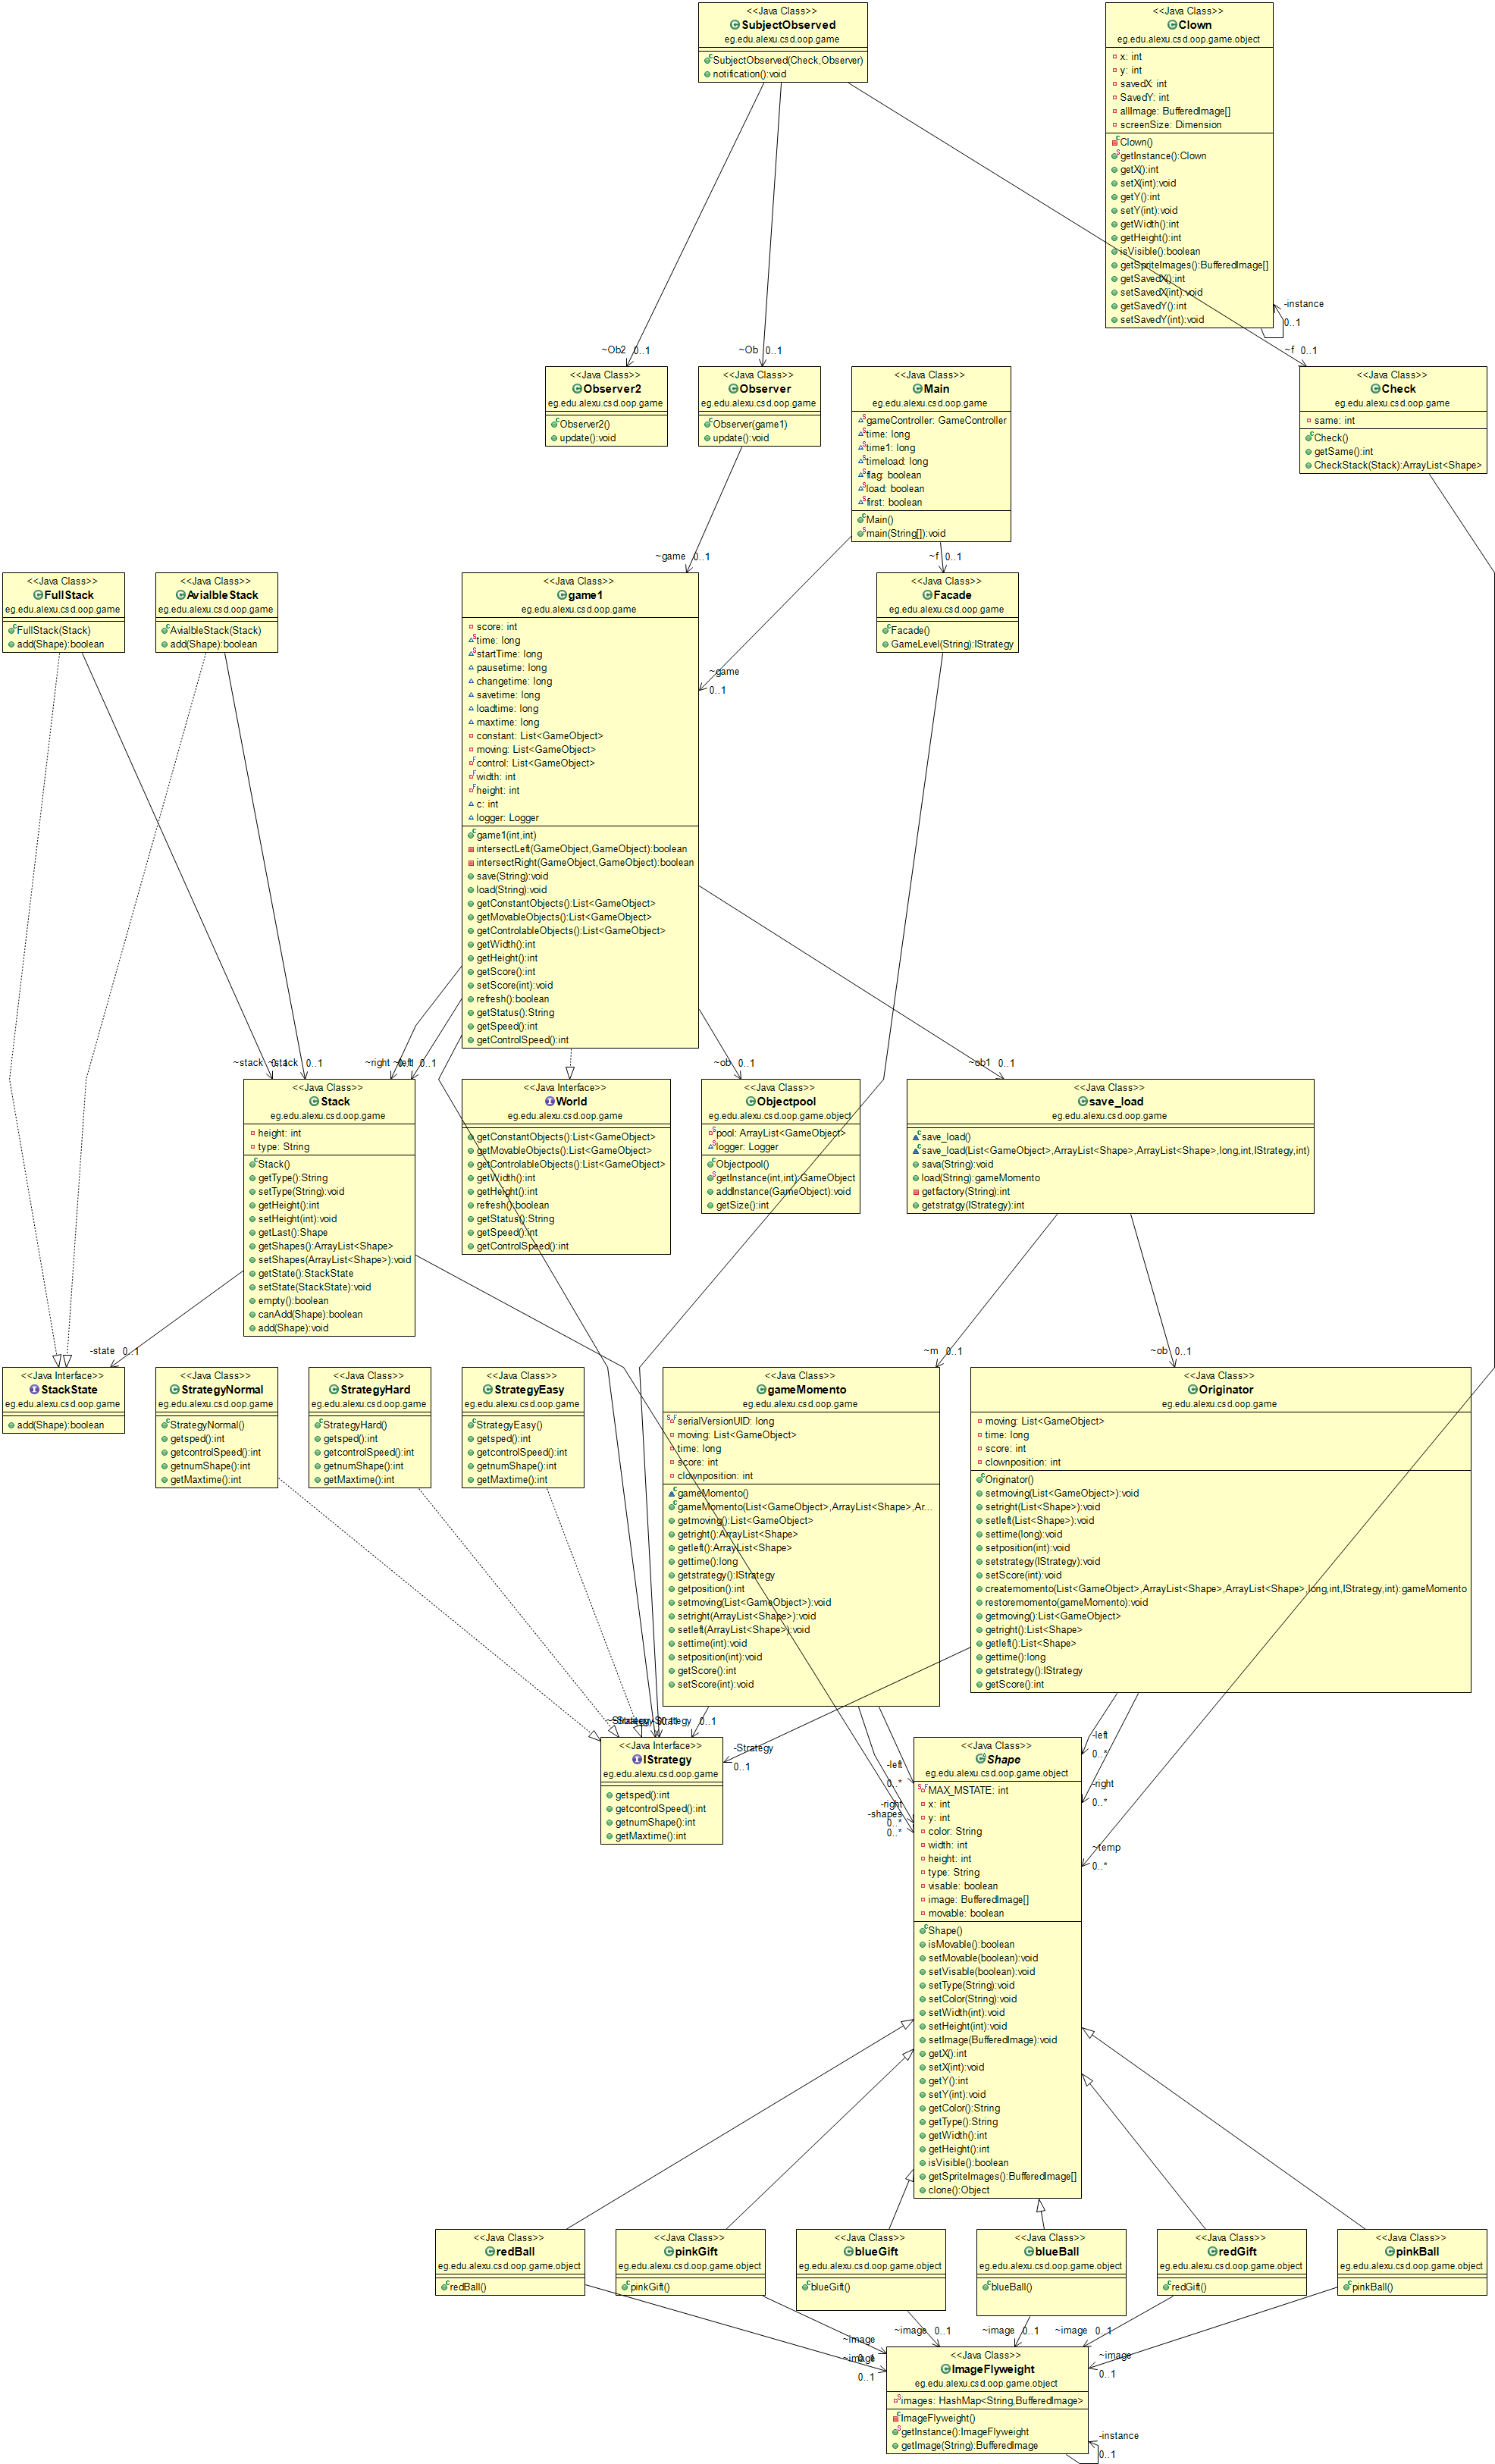 <<Java Class>>
SubjectObserved
eg.edu.alexu.csd.oop.game
SubjectObserved(Check,Observer)
notification():void
<<Java Class>>
Clown
eg.edu.alexu.csd.oop.game.object
x: int
y: int
savedX: int
SavedY: int
allImage: BufferedImage[]
screenSize: Dimension
Clown()
getInstance():Clown
getX():int
setX(int):void
getY():int
setY(int):void
getWidth():int
getHeight():int
isVisible():boolean
getSpriteImages():BufferedImage[]
getSavedX():int
setSavedX(int):void
getSavedY():int
setSavedY(int):void
-instance
0..1
~Ob2 0..1
~Ob 0..1
~f 0..1
<<Java Class>>
Observer2
eg.edu.alexu.csd.oop.game
Observer2()
update():void
<<Java Class>>
Observer
eg.edu.alexu.csd.oop.game
Observer(game1)
update():void
<<Java Class>>
Main
eg.edu.alexu.csd.oop.game
gameController: GameController
time: long
time1: long
timeload: long
flag: boolean
load: boolean
first: boolean
Main()
main(String[]):void
<<Java Class>>
Check
eg.edu.alexu.csd.oop.game
same: int
Check()
getSame():int
CheckStack(Stack):ArrayList<Shape>
~game 0..1
~f 0..1
~game
0..1
<<Java Class>>
FullStack
eg.edu.alexu.csd.oop.game
FullStack(Stack)
add(Shape):boolean
<<Java Class>>
AvialbleStack
eg.edu.alexu.csd.oop.game
AvialbleStack(Stack)
add(Shape):boolean
<<Java Class>>
game1
eg.edu.alexu.csd.oop.game
score: int
time: long
startTime: long
pausetime: long
changetime: long
savetime: long
loadtime: long
maxtime: long
constant: List<GameObject>
moving: List<GameObject>
control: List<GameObject>
width: int
height: int
c: int
logger: Logger
game1(int,int)
intersectLeft(GameObject,GameObject):boolean
intersectRight(GameObject,GameObject):boolean
save(String):void
load(String):void
getConstantObjects():List<GameObject>
getMovableObjects():List<GameObject>
getControlableObjects():List<GameObject>
getWidth():int
getHeight():int
getScore():int
setScore(int):void
refresh():boolean
getStatus():String
getSpeed():int
getControlSpeed():int
<<Java Class>>
Facade
eg.edu.alexu.csd.oop.game
Facade()
GameLevel(String):IStrategy
~stack 0..1
~stack 0..1
~right 0..1
~left 0..1
~ob 0..1
~ob1 0..1
<<Java Class>>
Stack
eg.edu.alexu.csd.oop.game
height: int
type: String
Stack()
getType():String
setType(String):void
getHeight():int
setHeight(int):void
getLast():Shape
getShapes():ArrayList<Shape>
setShapes(ArrayList<Shape>):void
getState():StackState
setState(StackState):void
empty():boolean
canAdd(Shape):boolean
add(Shape):void
<<Java Interface>>
World
eg.edu.alexu.csd.oop.game
getConstantObjects():List<GameObject>
getMovableObjects():List<GameObject>
getControlableObjects():List<GameObject>
getWidth():int
getHeight():int
refresh():boolean
getStatus():String
getSpeed():int
getControlSpeed():int
<<Java Class>>
Objectpool
eg.edu.alexu.csd.oop.game.object
pool: ArrayList<GameObject>
logger: Logger
Objectpool()
getInstance(int,int):GameObject
addInstance(GameObject):void
getSize():int
<<Java Class>>
save_load
eg.edu.alexu.csd.oop.game
save_load()
save_load(List<GameObject>,ArrayList<Shape>,ArrayList<Shape>,long,int,IStrategy,int)
sava(String):void
load(String):gameMomento
getfactory(String):int
getstratgy(IStrategy):int
-state 0..1
~m 0..1
~ob 0..1
<<Java Interface>>
StackState
eg.edu.alexu.csd.oop.game
add(Shape):boolean
<<Java Class>>
StrategyNormal
eg.edu.alexu.csd.oop.game
StrategyNormal()
getsped():int
getcontrolSpeed():int
getnumShape():int
getMaxtime():int
<<Java Class>>
StrategyHard
eg.edu.alexu.csd.oop.game
StrategyHard()
getsped():int
getcontrolSpeed():int
getnumShape():int
getMaxtime():int
<<Java Class>>
StrategyEasy
eg.edu.alexu.csd.oop.game
StrategyEasy()
getsped():int
getcontrolSpeed():int
getnumShape():int
getMaxtime():int
<<Java Class>>
gameMomento
eg.edu.alexu.csd.oop.game
serialVersionUID: long
moving: List<GameObject>
time: long
score: int
clownposition: int
gameMomento()
gameMomento(List<GameObject>,ArrayList<Shape>,Ar...
getmoving():List<GameObject>
getright():ArrayList<Shape>
getleft():ArrayList<Shape>
gettime():long
getstrategy():IStrategy
getposition():int
setmoving(List<GameObject>):void
setright(ArrayList<Shape>):void
setleft(ArrayList<Shape>):void
settime(int):void
setposition(int):void
getScore():int
setScore(int):void
<<Java Class>>
Originator
eg.edu.alexu.csd.oop.game
moving: List<GameObject>
time: long
score: int
clownposition: int
Originator()
setmoving(List<GameObject>):void
setright(List<Shape>):void
setleft(List<Shape>):void
settime(long):void
setposition(int):void
setstrategy(IStrategy):void
setScore(int):void
createmomento(List<GameObject>,ArrayList<Shape>,ArrayList<Shape>,long,int,IStrategy,int):gameMomento
restoremomento(gameMomento):void
getmoving():List<GameObject>
getright():List<Shape>
getleft():List<Shape>
gettime():long
getstrategy():IStrategy
getScore():int
-Strategy 0..1
-Strategy
0..1
<<Java Interface>>
IStrategy
eg.edu.alexu.csd.oop.game
getsped():int
getcontrolSpeed():int
getnumShape():int
getMaxtime():int
-left
0..*
-right
0..*
-shapes
0..*
-left
0..*
-right
0..*
~temp
0..*
<<Java Class>>
Shape
eg.edu.alexu.csd.oop.game.object
MAX_MSTATE: int
x: int
y: int
color: String
width: int
height: int
type: String
visable: boolean
image: BufferedImage[]
movable: boolean
Shape()
isMovable():boolean
setMovable(boolean):void
setVisable(boolean):void
setType(String):void
setColor(String):void
setWidth(int):void
setHeight(int):void
setImage(BufferedImage):void
getX():int
setX(int):void
getY():int
setY(int):void
getColor():String
getType():String
getWidth():int
getHeight():int
isVisible():boolean
getSpriteImages():BufferedImage[]
clone():Object
<<Java Class>>
redBall
eg.edu.alexu.csd.oop.game.object
redBall()
<<Java Class>>
pinkGift
eg.edu.alexu.csd.oop.game.object
pinkGift()
<<Java Class>>
blueGift
eg.edu.alexu.csd.oop.game.object
blueGift()
<<Java Class>>
blueBall
eg.edu.alexu.csd.oop.game.object
blueBall()
<<Java Class>>
redGift
eg.edu.alexu.csd.oop.game.object
redGift()
<<Java Class>>
pinkBall
eg.edu.alexu.csd.oop.game.object
pinkBall()
~image
0..1
~image
0..1
~image 0..1
~image 0..1
~image 0..1
~image
0..1
<<Java Class>>
ImageFlyweight
eg.edu.alexu.csd.oop.game.object
images: HashMap<String,BufferedImage>
ImageFlyweight()
getInstance():ImageFlyweight
getImage(String):BufferedImage
-instance
0..1